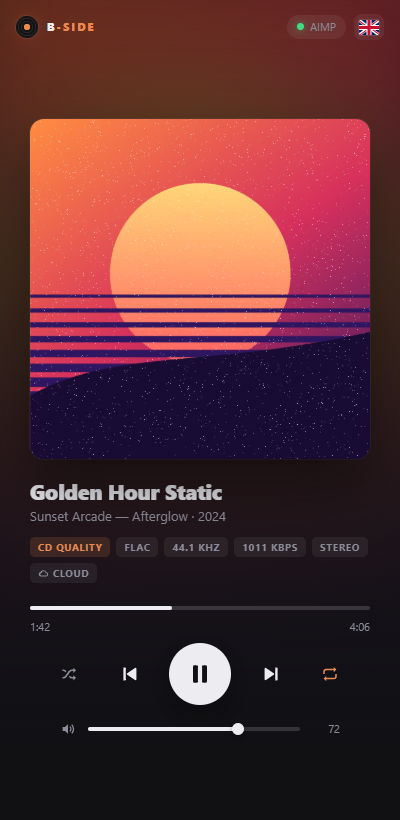 B-SIDE
AIMP
Golden Hour Static
Sunset Arcade — Afterglow · 2024
CD QUALITY FLAC 44.1 KHZ 1011 KBPS STEREO
CLOUD
1:42 4:06
72